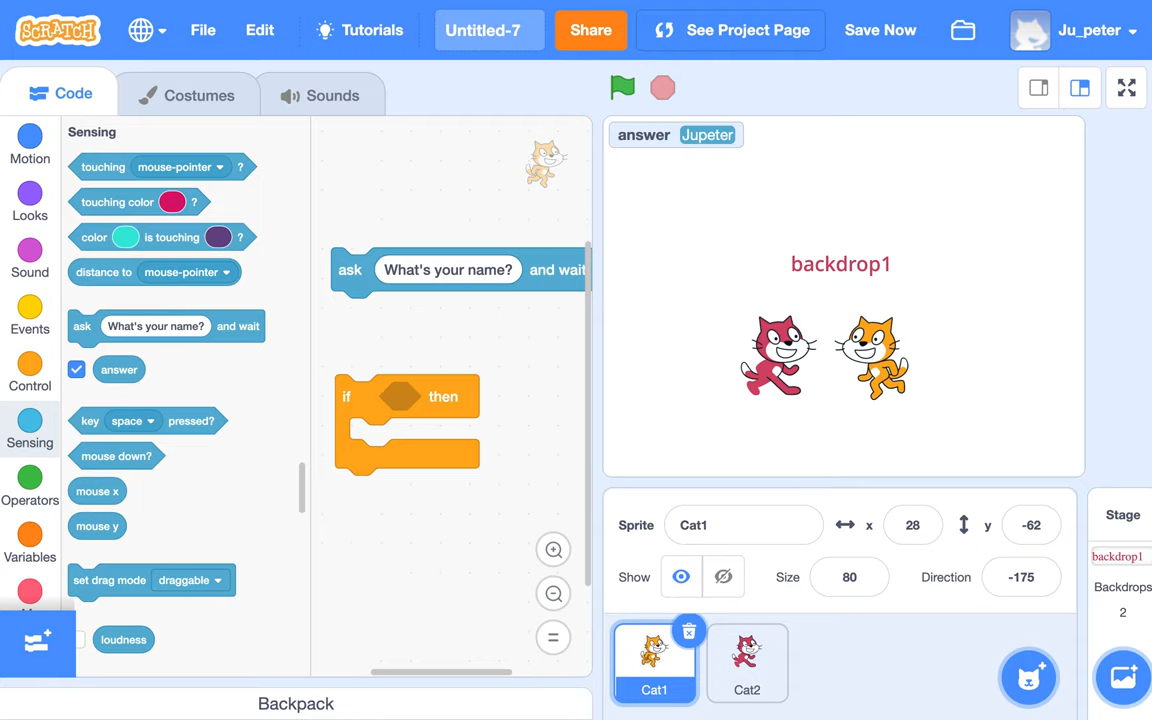 SCRATCH File Edit Tutorials Untitled-7 Share See Project Page Save Now Ju_peter
Code Costumes Sounds
Motion
Looks
Sound
Events
Control
Sensing
Operators
Variables
Sensing
touching mouse-pointer ?
touching color ?
color is touching ?
distance to mouse-pointer
ask What's your name? and wait
answer
key space pressed?
mouse down?
mouse x
mouse y
set drag mode draggable
loudness
ask What's your name? and wait
if then
Backpack
answer Jupeter
backdrop1
Sprite Cat1 x 28 y -62
Show Size 80 Direction -175
Cat1 Cat2
Stage
backdrop1
Backdrops
2